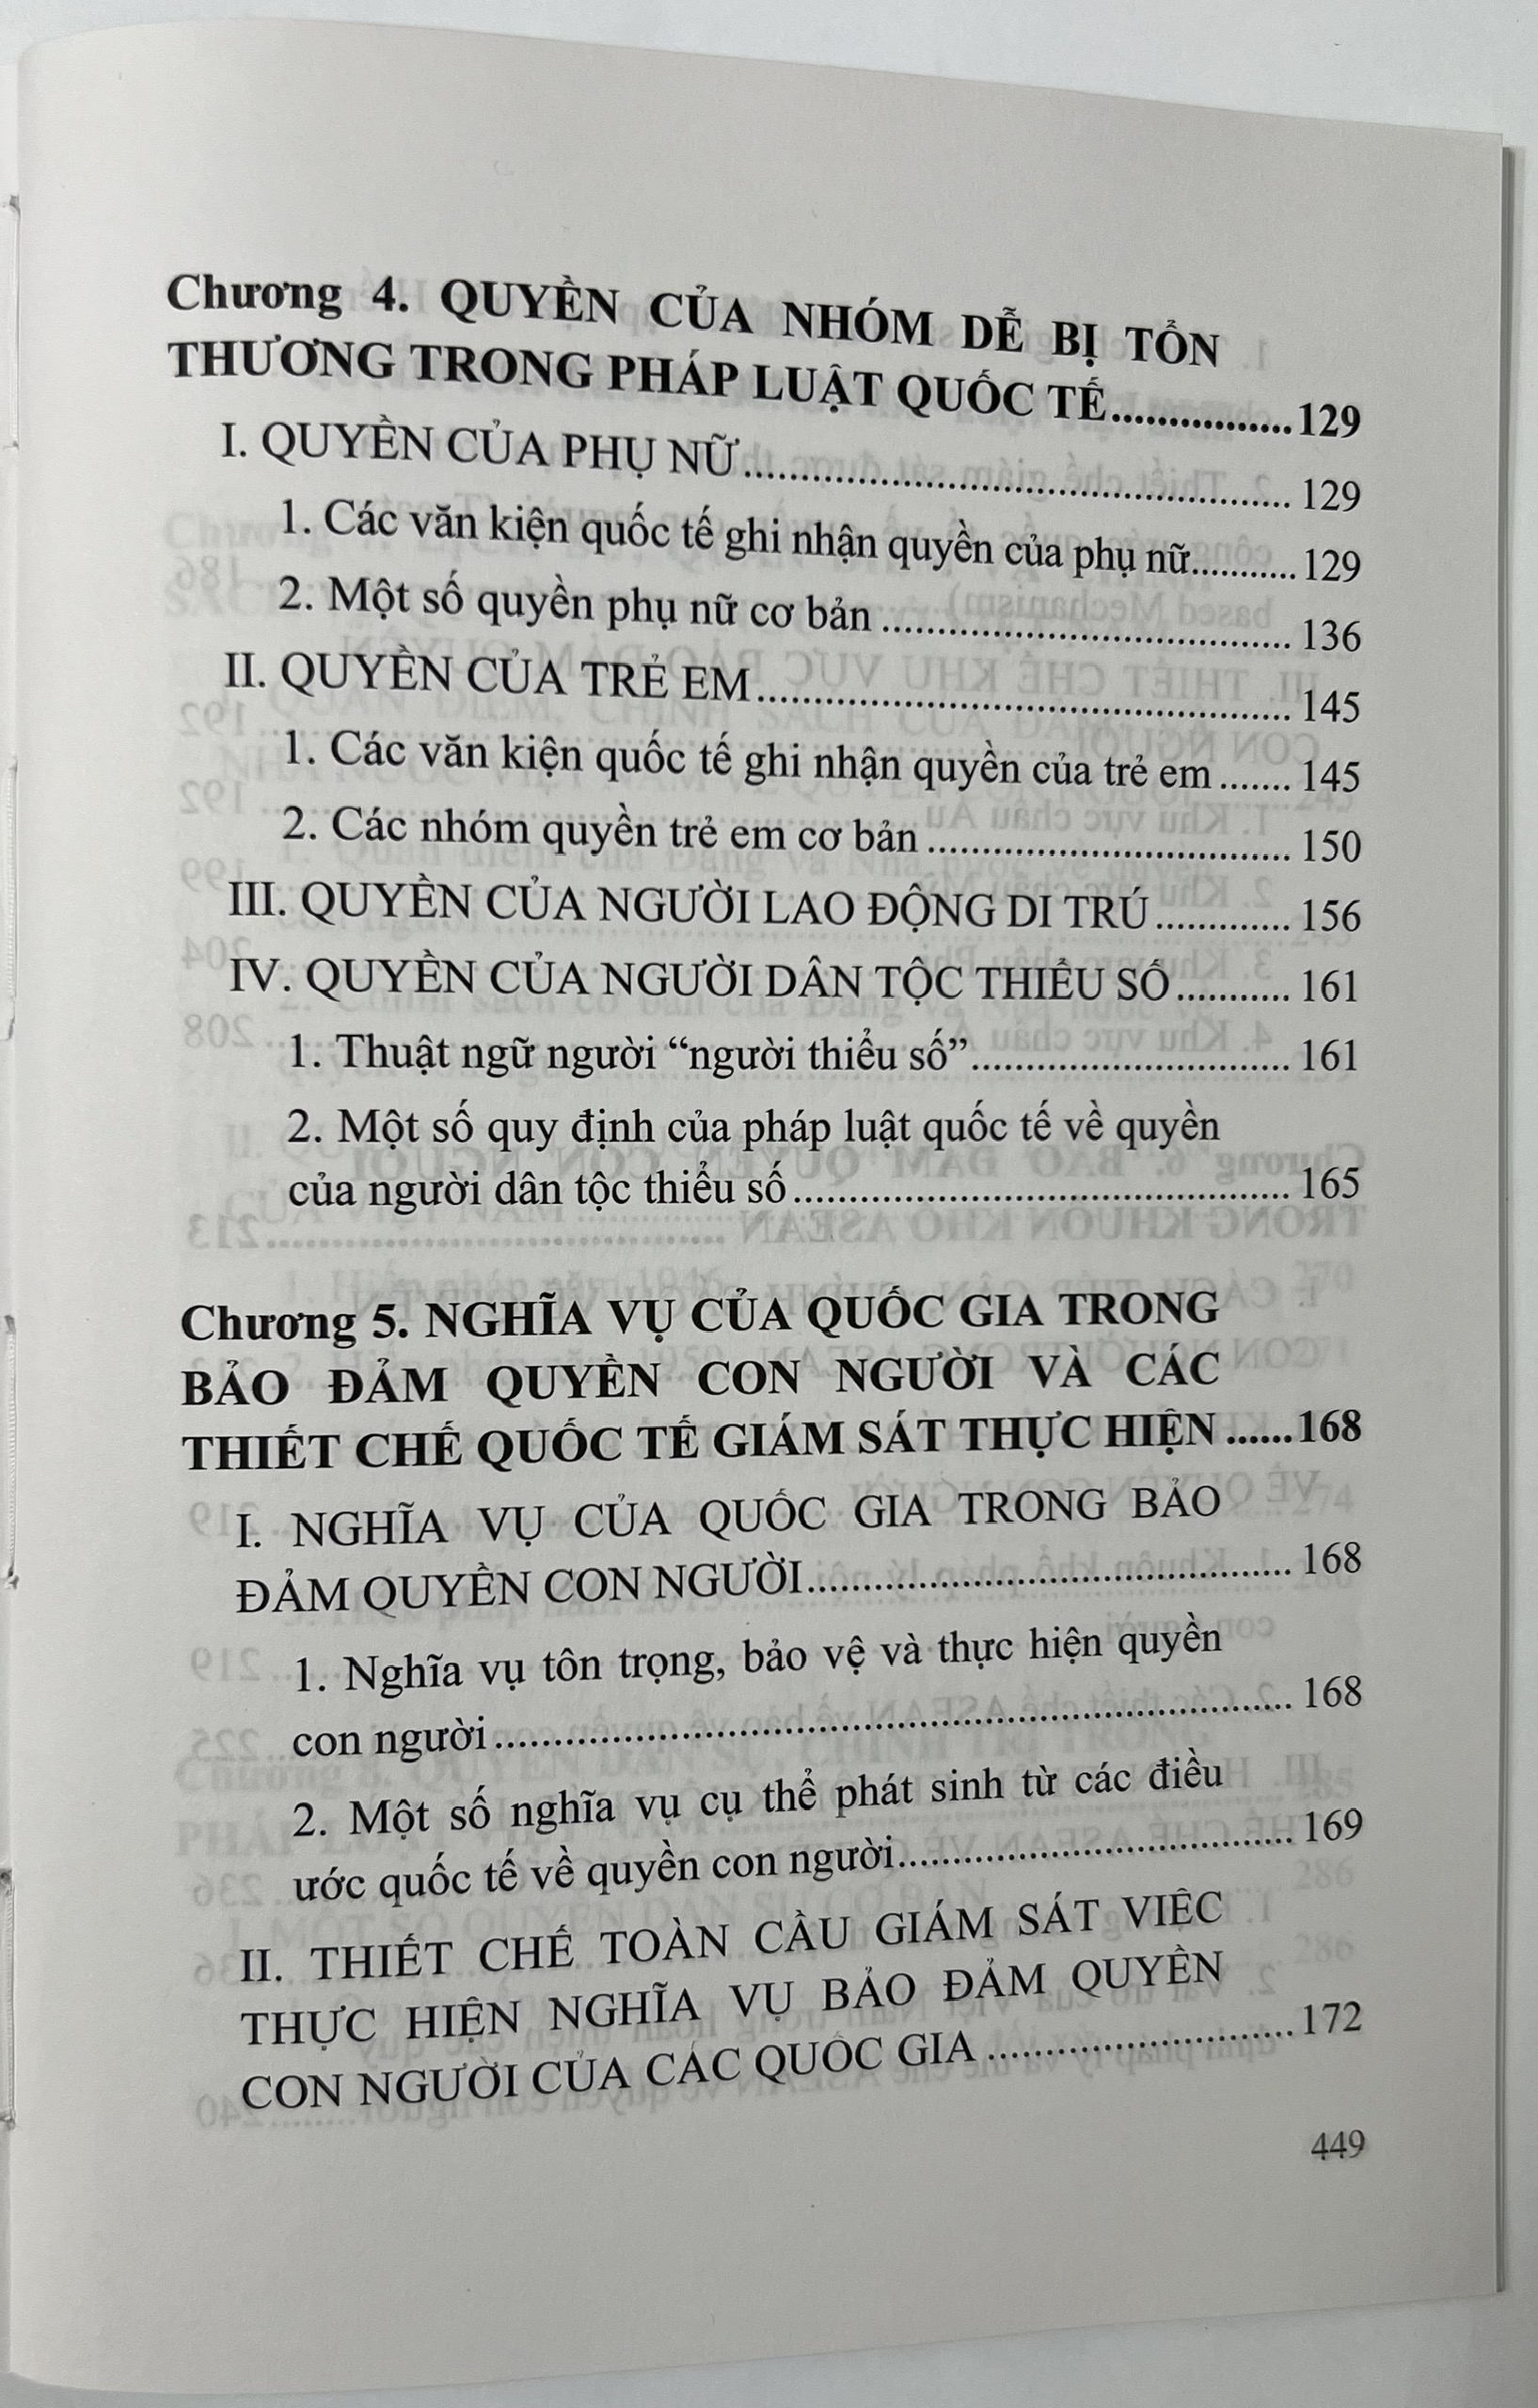 Chương 4. QUYỀN CỦA NHÓM DỄ BỊ TỔN
THƯƠNG TRONG PHÁP LUẬT QUỐC TẾ................129
I. QUYỀN CỦA PHỤ NỮ.............................................. 129
1. Các văn kiện quốc tế ghi nhận quyền của phụ nữ...........129
2. Một số quyền phụ nữ cơ bản ................................... 136
II. QUYỀN CỦA TRẺ EM............................................. 145
1. Các văn kiện quốc tế ghi nhận quyền của trẻ em....... 145
2. Các nhóm quyền trẻ em cơ bản ............................... 150
III. QUYỀN CỦA NGƯỜI LAO ĐỘNG DI TRÚ............ 156
IV. QUYỀN CỦA NGƯỜI DÂN TỘC THIỂU SỐ.......... 161
1. Thuật ngữ người “người thiểu số”........................... 161
2. Một số quy định của pháp luật quốc tế về quyền
của người dân tộc thiểu số.......................................... 165
Chương 5. NGHĨA VỤ CỦA QUỐC GIA TRONG
BẢO ĐẢM QUYỀN CON NGƯỜI VÀ CÁC
THIẾT CHẾ QUỐC TẾ GIÁM SÁT THỰC HIỆN......168
I. NGHĨA VỤ CỦA QUỐC GIA TRONG BẢO
ĐẢM QUYỀN CON NGƯỜI......................................... 168
1. Nghĩa vụ tôn trọng, bảo vệ và thực hiện quyền
con người.................................................................... 168
2. Một số nghĩa vụ cụ thể phát sinh từ các điều
ước quốc tế về quyền con người................................. 169
II. THIẾT CHẾ TOÀN CẦU GIÁM SÁT VIỆC
THỰC HIỆN NGHĨA VỤ BẢO ĐẢM QUYỀN
CON NGƯỜI CỦA CÁC QUỐC GIA ..........................172
449